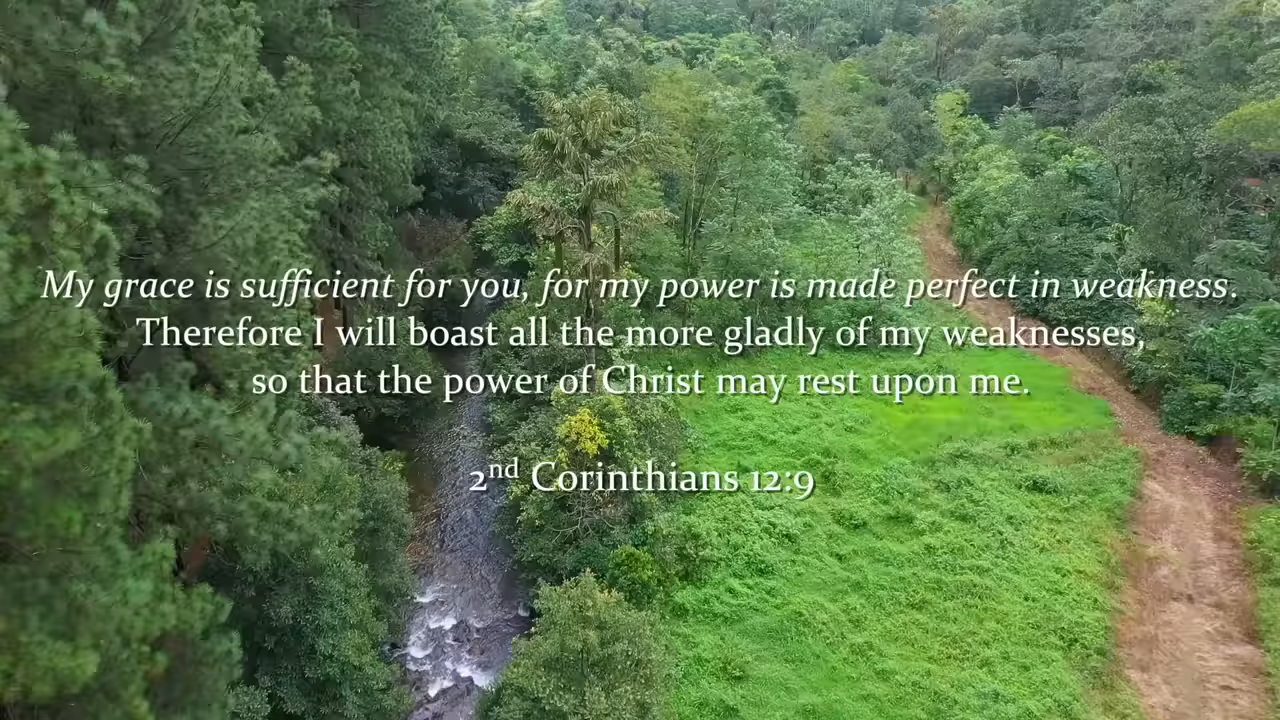 My grace is sufficient for you, for my power is made perfect in weakness.
Therefore I will boast all the more gladly of my weaknesses,
so that the power of Christ may rest upon me.
2nd Corinthians 12:9